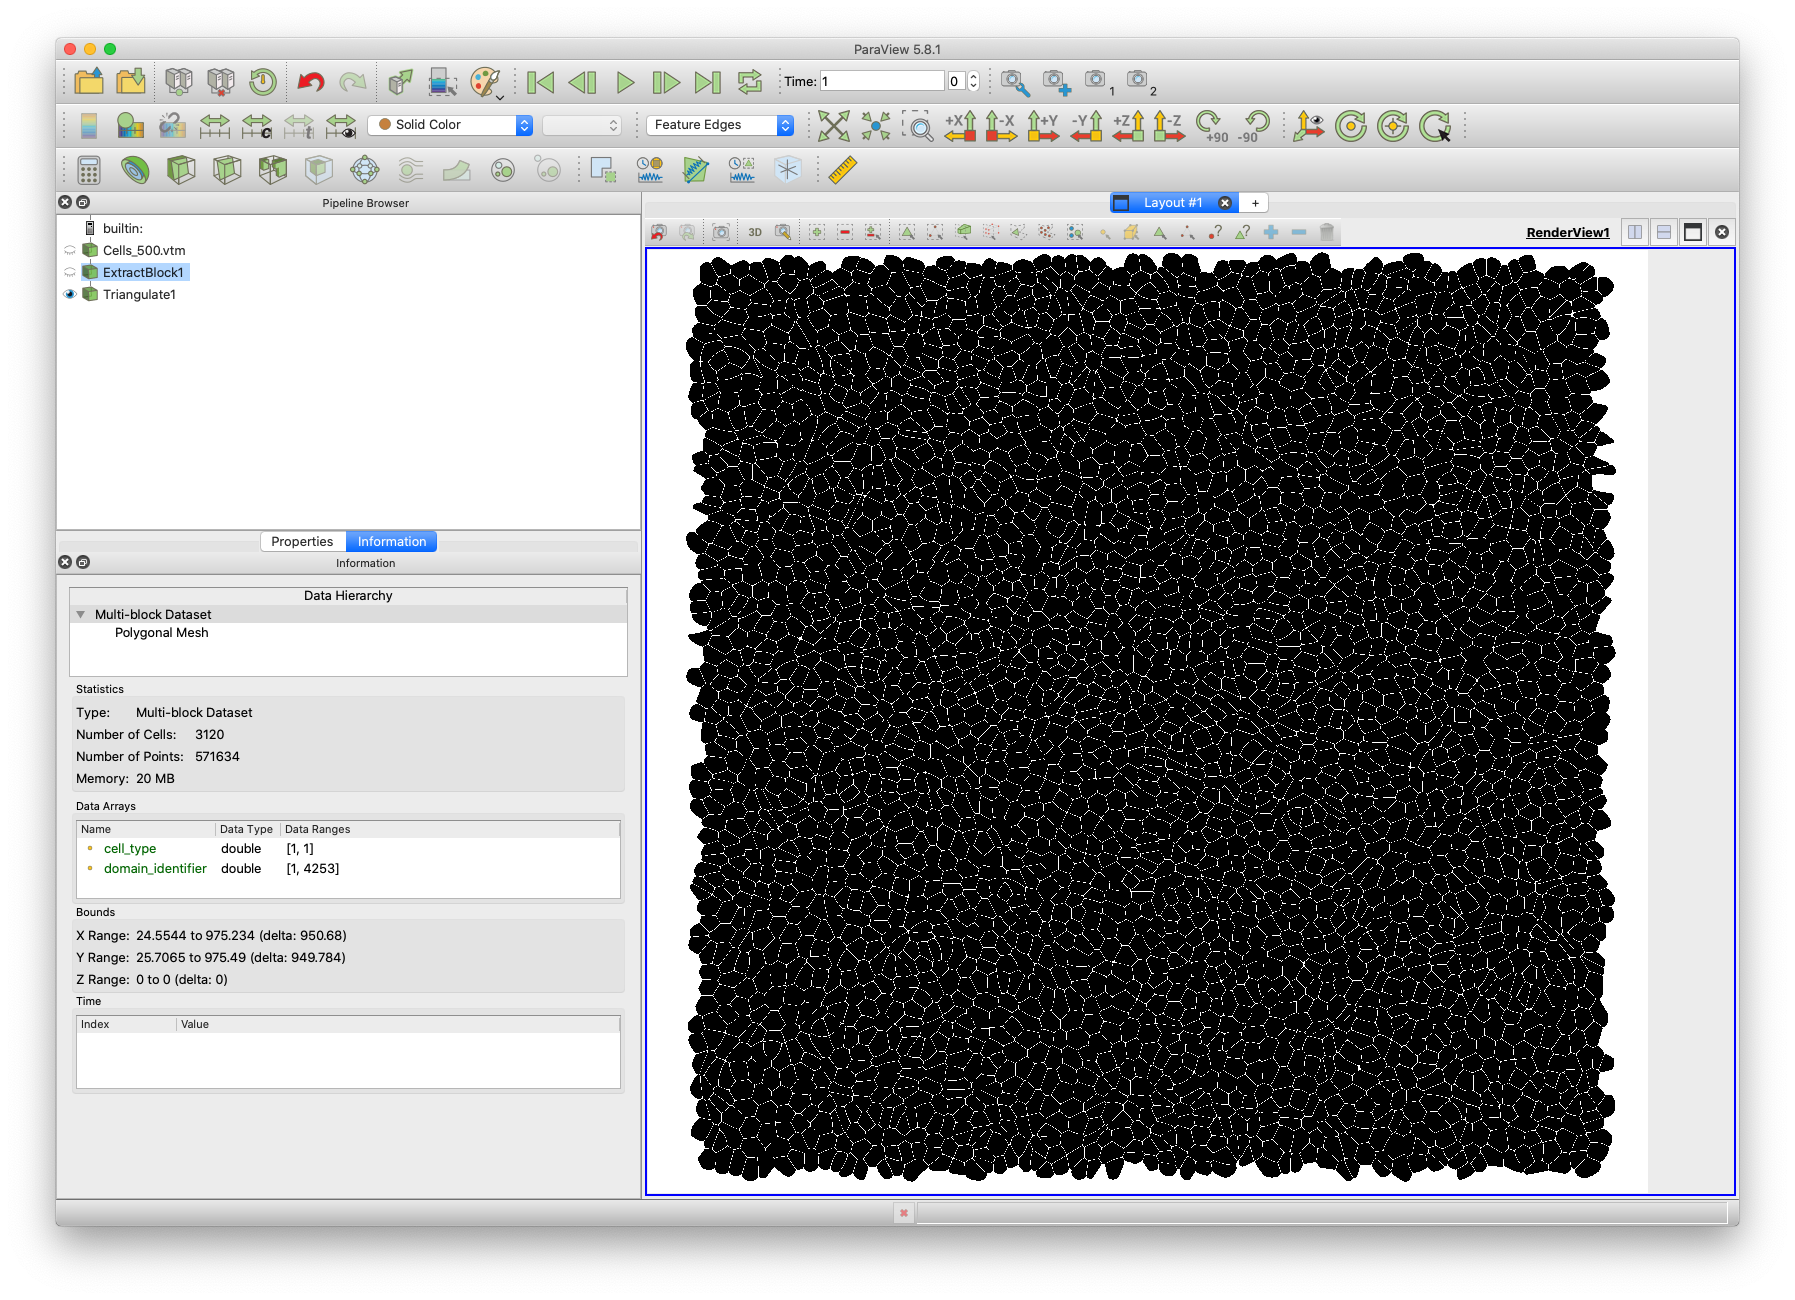 ParaView 5.8.1
Time: 1 0
1 2
Solid Color
Feature Edges
+X -X +Y -Y +Z -Z +90 -90
C t
Pipeline Browser
Layout #1 +
3D
RenderView1
builtin:
Cells_500.vtm
ExtractBlock1
Triangulate1
Properties Information
Information
Data Hierarchy
Multi-block Dataset
Polygonal Mesh
Statistics
Type: Multi-block Dataset
Number of Cells: 3120
Number of Points: 571634
Memory: 20 MB
Data Arrays
Name Data Type Data Ranges
cell_type double [1, 1]
domain_identifier double [1, 4253]
Bounds
X Range: 24.5544 to 975.234 (delta: 950.68)
Y Range: 25.7065 to 975.49 (delta: 949.784)
Z Range: 0 to 0 (delta: 0)
Time
Index Value